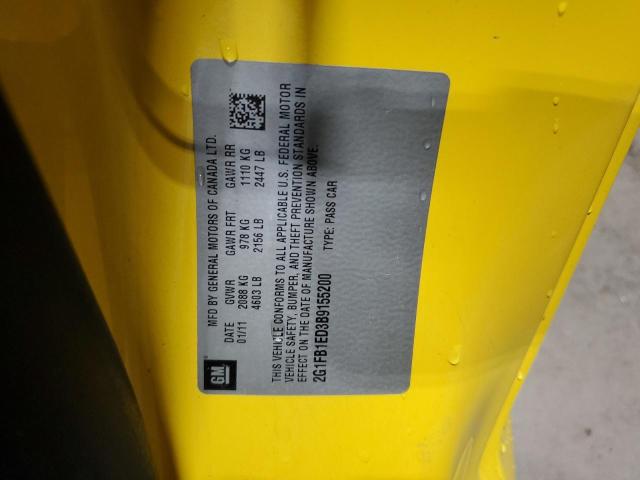 MFD BY GENERAL MOTORS OF CANADA LTD.
DATE GVWR GAWR FRT GAWR RR
01/11 2088 KG 978 KG 1110 KG
4603 LB 2156 LB 2447 LB
THIS VEHICLE CONFORMS TO ALL APPLICABLE U.S. FEDERAL MOTOR
VEHICLE SAFETY, BUMPER, AND THEFT PREVENTION STANDARDS IN
EFFECT ON THE DATE OF MANUFACTURE SHOWN ABOVE.
2G1FB1ED3B9155200 TYPE: PASS CAR
GM